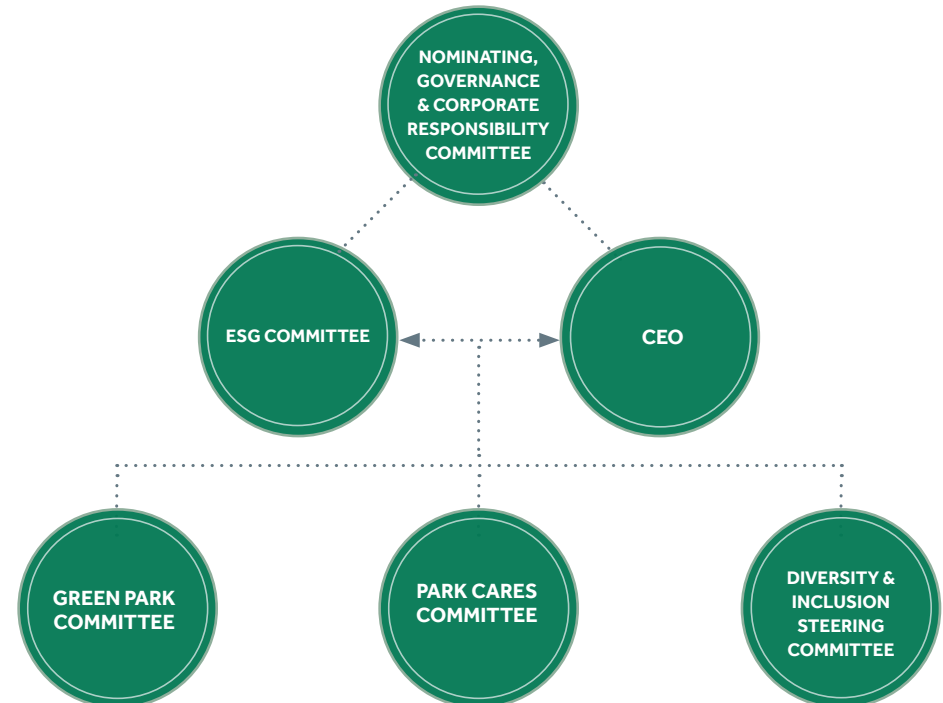 NOMINATING,
GOVERNANCE
& CORPORATE
RESPONSIBILITY
COMMITTEE
ESG COMMITTEE
CEO
GREEN PARK
COMMITTEE
PARK CARES
COMMITTEE
DIVERSITY &
INCLUSION
STEERING
COMMITTEE